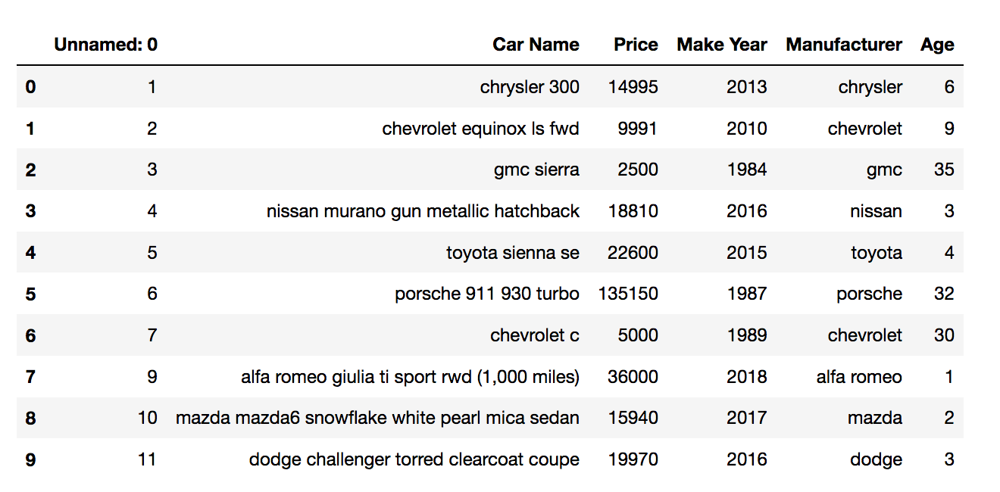 Unnamed: 0 Car Name Price Make Year Manufacturer Age
0 1 chrysler 300 14995 2013 chrysler 6
1 2 chevrolet equinox ls fwd 9991 2010 chevrolet 9
2 3 gmc sierra 2500 1984 gmc 35
3 4 nissan murano gun metallic hatchback 18810 2016 nissan 3
4 5 toyota sienna se 22600 2015 toyota 4
5 6 porsche 911 930 turbo 135150 1987 porsche 32
6 7 chevrolet c 5000 1989 chevrolet 30
7 9 alfa romeo giulia ti sport rwd (1,000 miles) 36000 2018 alfa romeo 1
8 10 mazda mazda6 snowflake white pearl mica sedan 15940 2017 mazda 2
9 11 dodge challenger torred clearcoat coupe 19970 2016 dodge 3